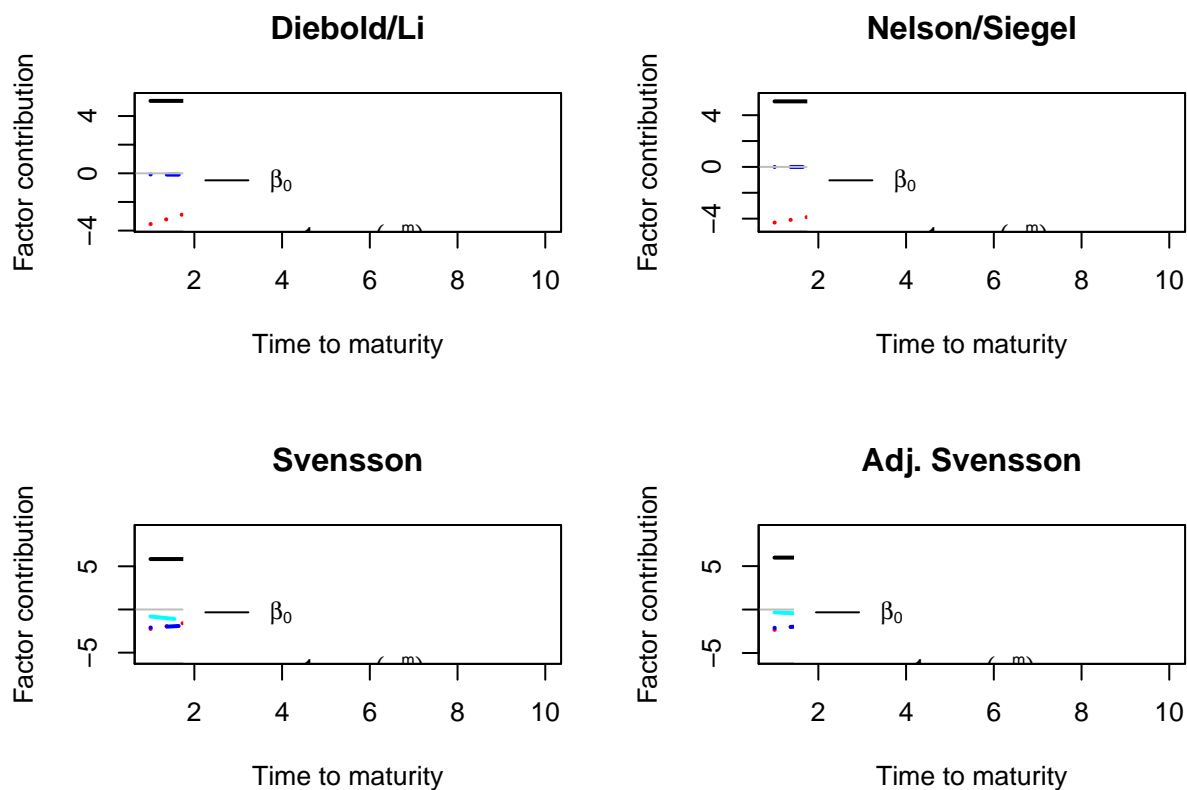 Diebold/Li
Factor contribution
4
0
−4
β0
2 4 6 8 10
Time to maturity
Nelson/Siegel
Factor contribution
4
0
−4
β0
2 4 6 8 10
Time to maturity
Svensson
Factor contribution
5
−5
β0
2 4 6 8 10
Time to maturity
Adj. Svensson
Factor contribution
5
−5
β0
2 4 6 8 10
Time to maturity